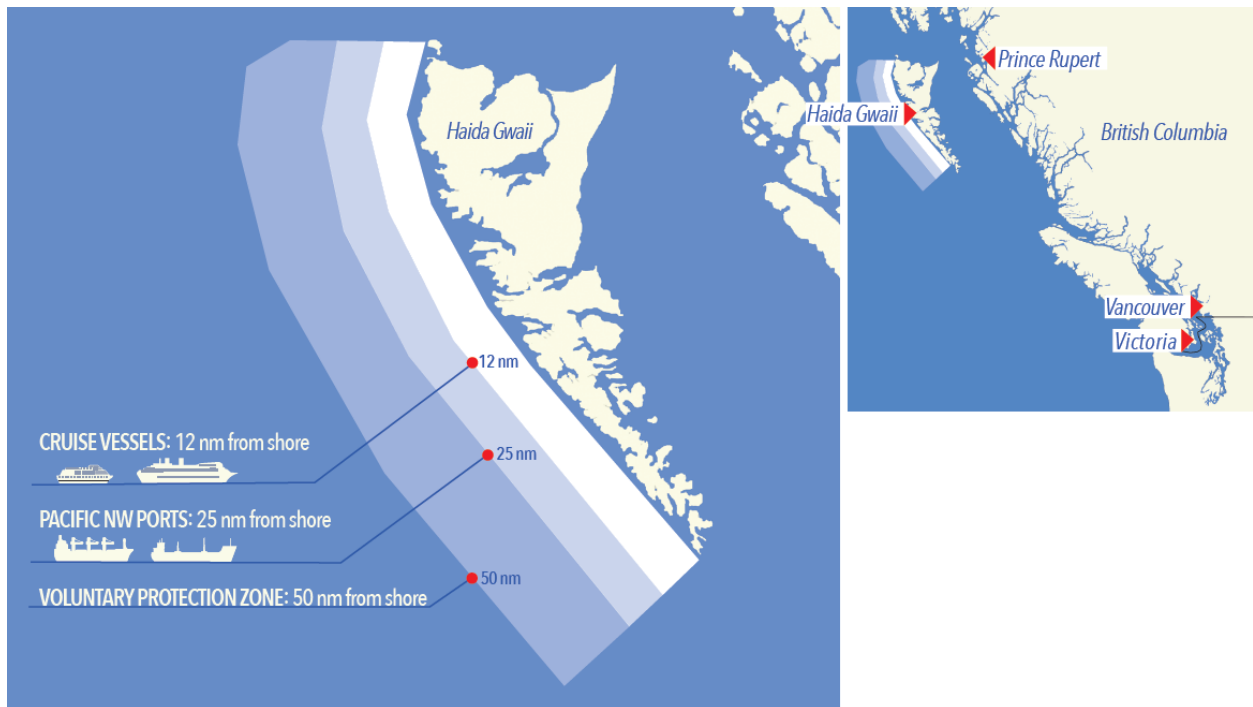 Haida Gwaii
12 nm
CRUISE VESSELS: 12 nm from shore
25 nm
PACIFIC NW PORTS: 25 nm from shore
50 nm
VOLUNTARY PROTECTION ZONE: 50 nm from shore
Prince Rupert
Haida Gwaii
British Columbia
Vancouver
Victoria